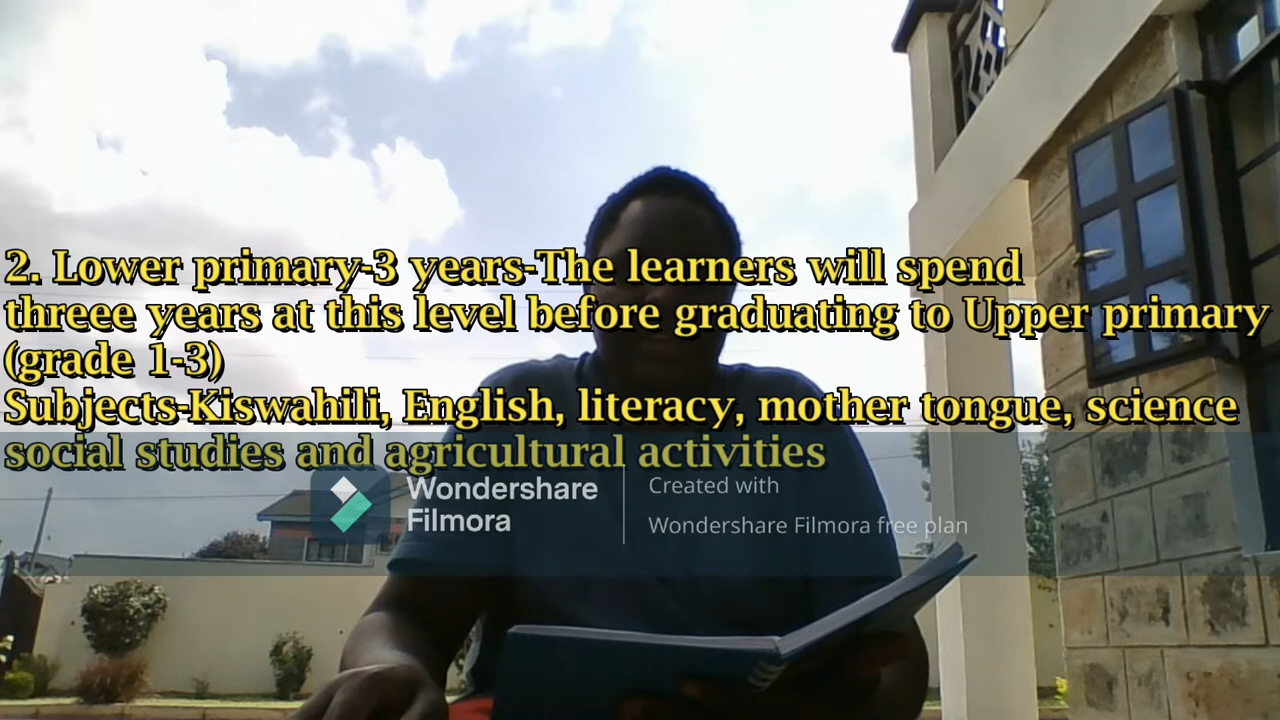 2. Lower primary-3 years-The learners will spend
threee years at this level before graduating to Upper primary
(grade 1-3)
Subjects-Kiswahili, English, literacy, mother tongue, science
social studies and agricultural activities
Wondershare
Filmora
Created with
Wondershare Filmora free plan